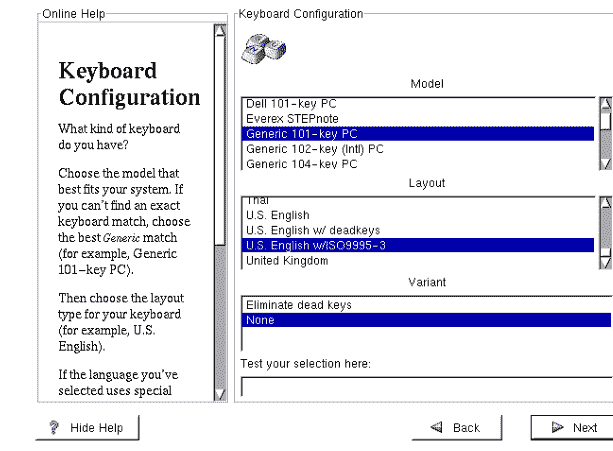 Online Help
Keyboard
Configuration
What kind of keyboard
do you have?
Choose the model that
best fits your system. If
you can't find an exact
keyboard match, choose
the best Generic match
(for example, Generic
101-key PC).
Then choose the layout
type for your keyboard
(for example, U.S.
English).
If the language you've
selected uses special
Keyboard Configuration
Model
Dell 101-key PC
Everex STEPnote
Generic 101-key PC
Generic 102-key (Intl) PC
Generic 104-key PC
Layout
Thai
U.S. English
U.S. English w/ deadkeys
U.S. English w/ISO9995-3
United Kingdom
Variant
Eliminate dead keys
None
Test your selection here:
Hide Help
Back
Next